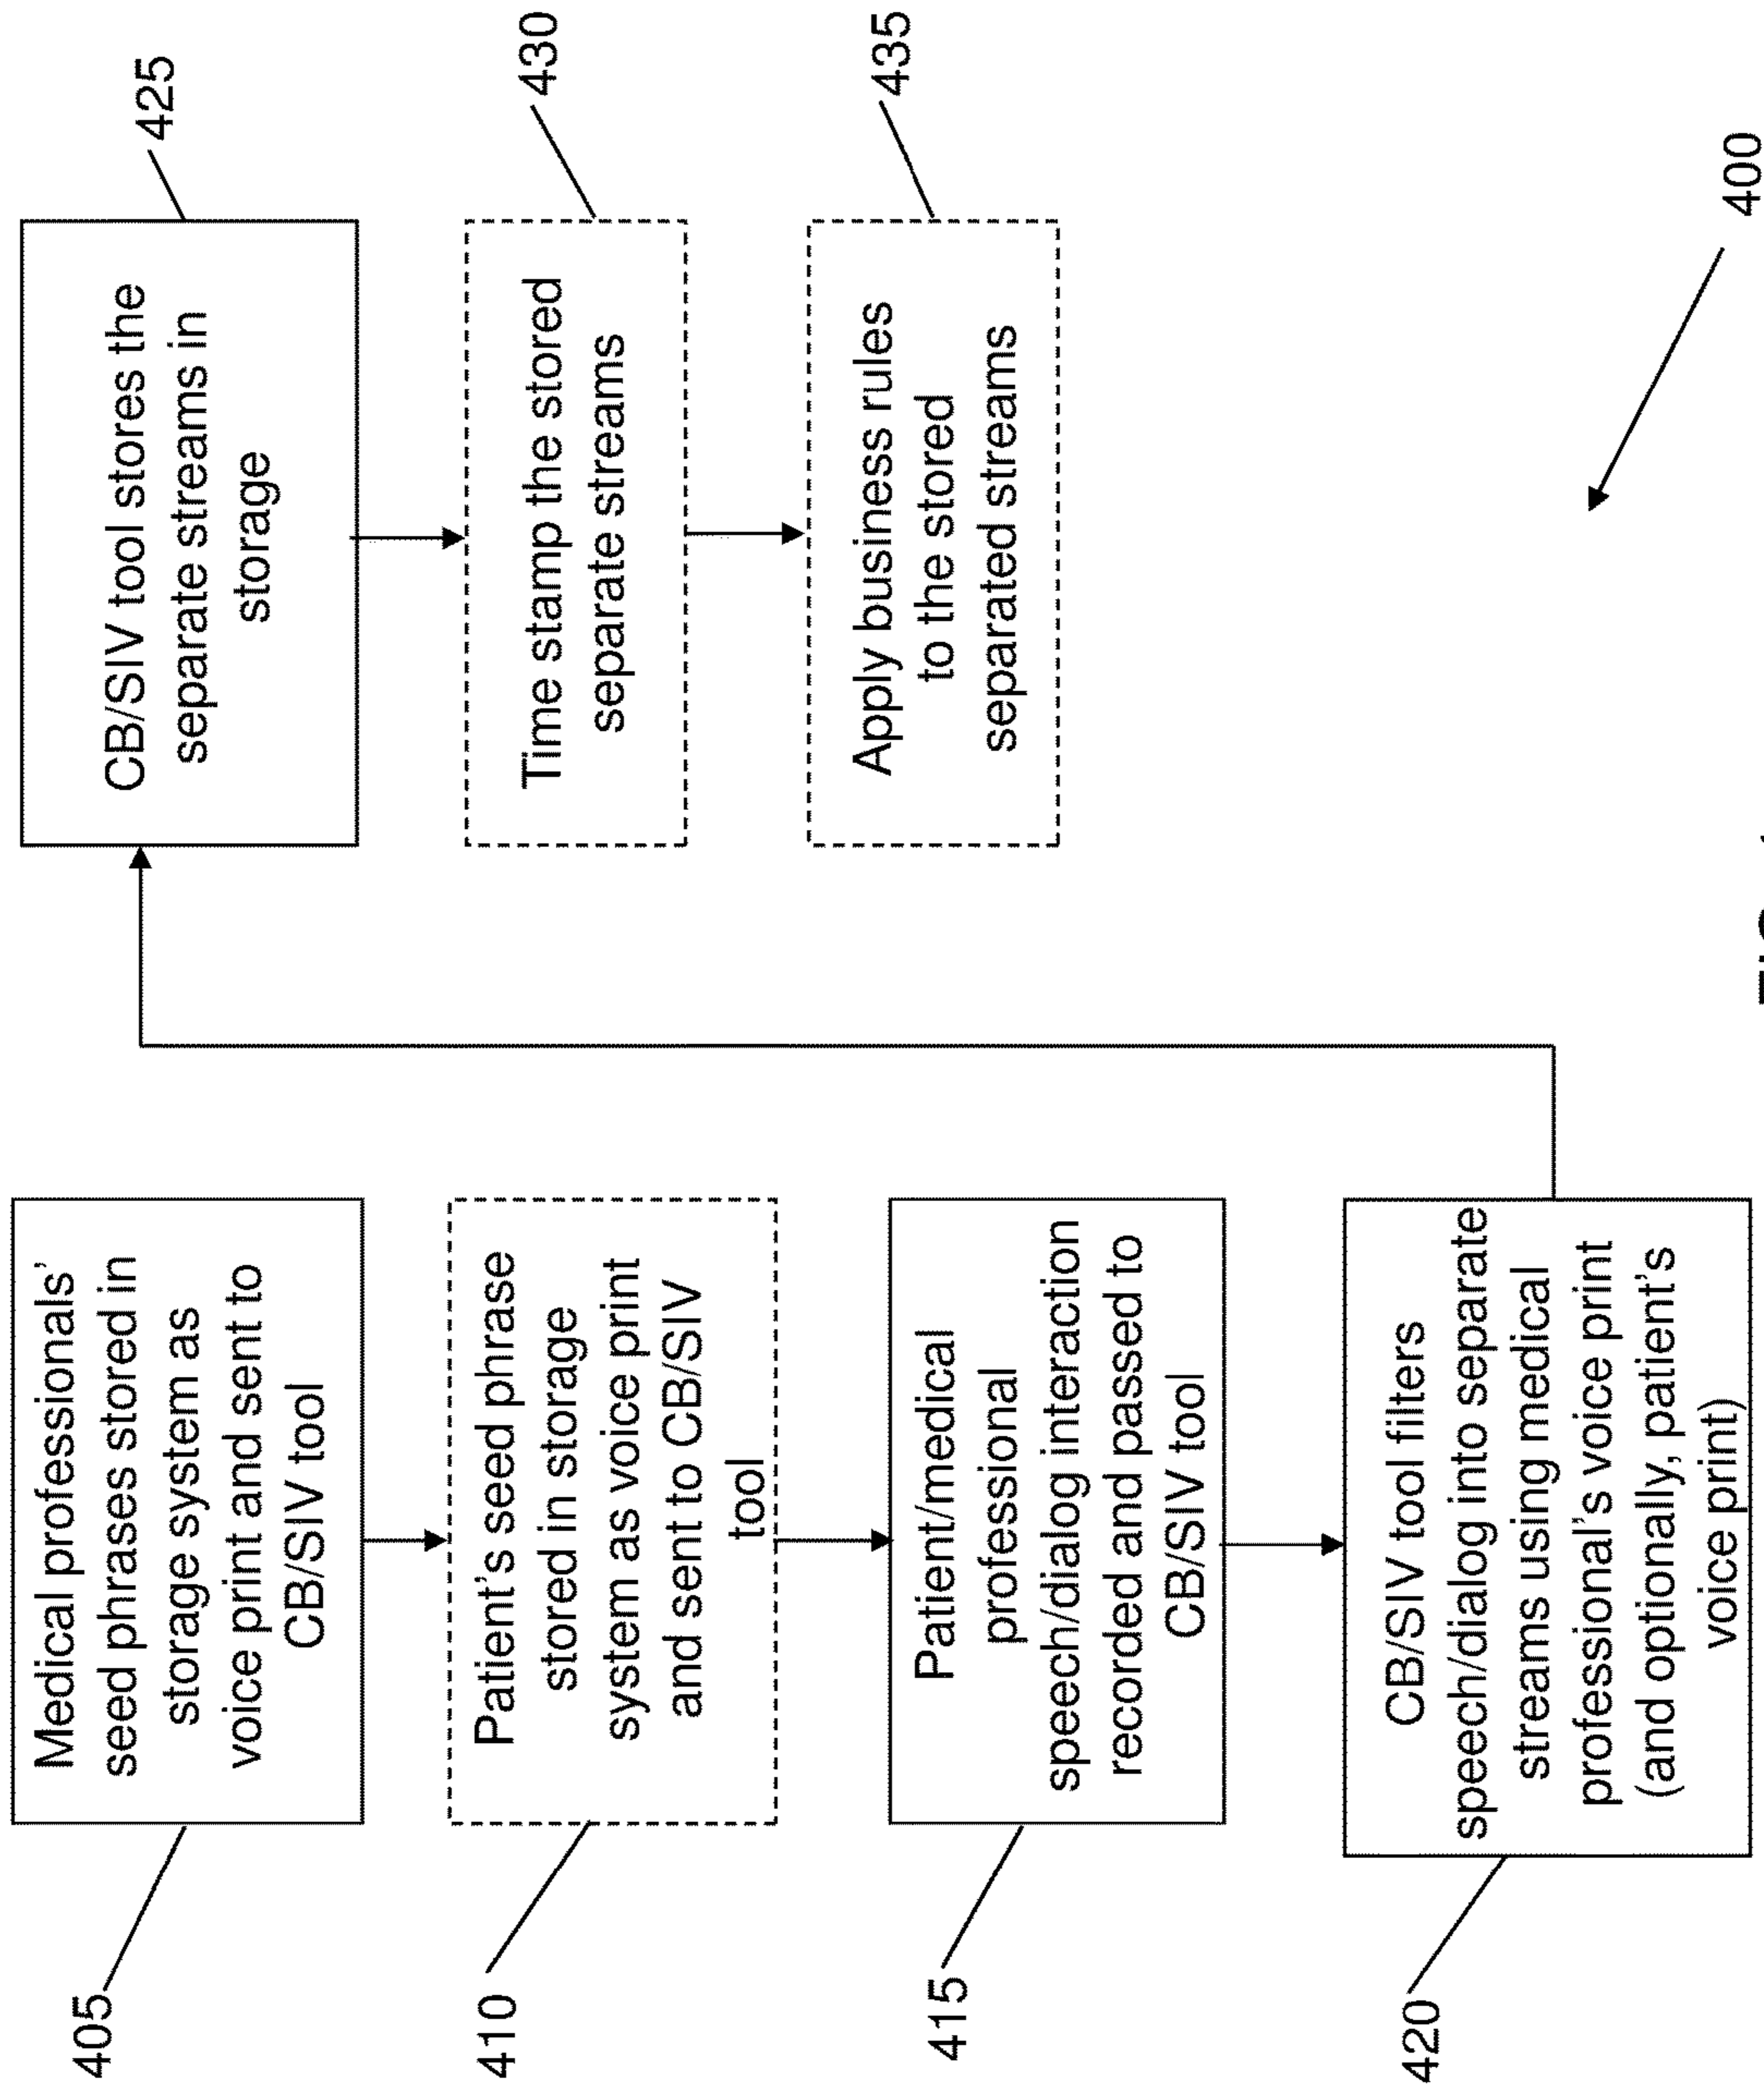 405
Medical professionals'
seed phrases stored in
storage system as
voice print and sent to
CB/SIV tool
410
Patient's seed phrase
stored in storage
system as voice print
and sent to CB/SIV
tool
415
Patient/medical
professional
speech/dialog interaction
recorded and passed to
CB/SIV tool
420
CB/SIV tool filters
speech/dialog into separate
streams using medical
professional's voice print
(and optionally, patient's
voice print)
CB/SIV tool stores the
separate streams in
storage
425
Time stamp the stored
separate streams
430
Apply business rules
to the stored
separated streams
435
400